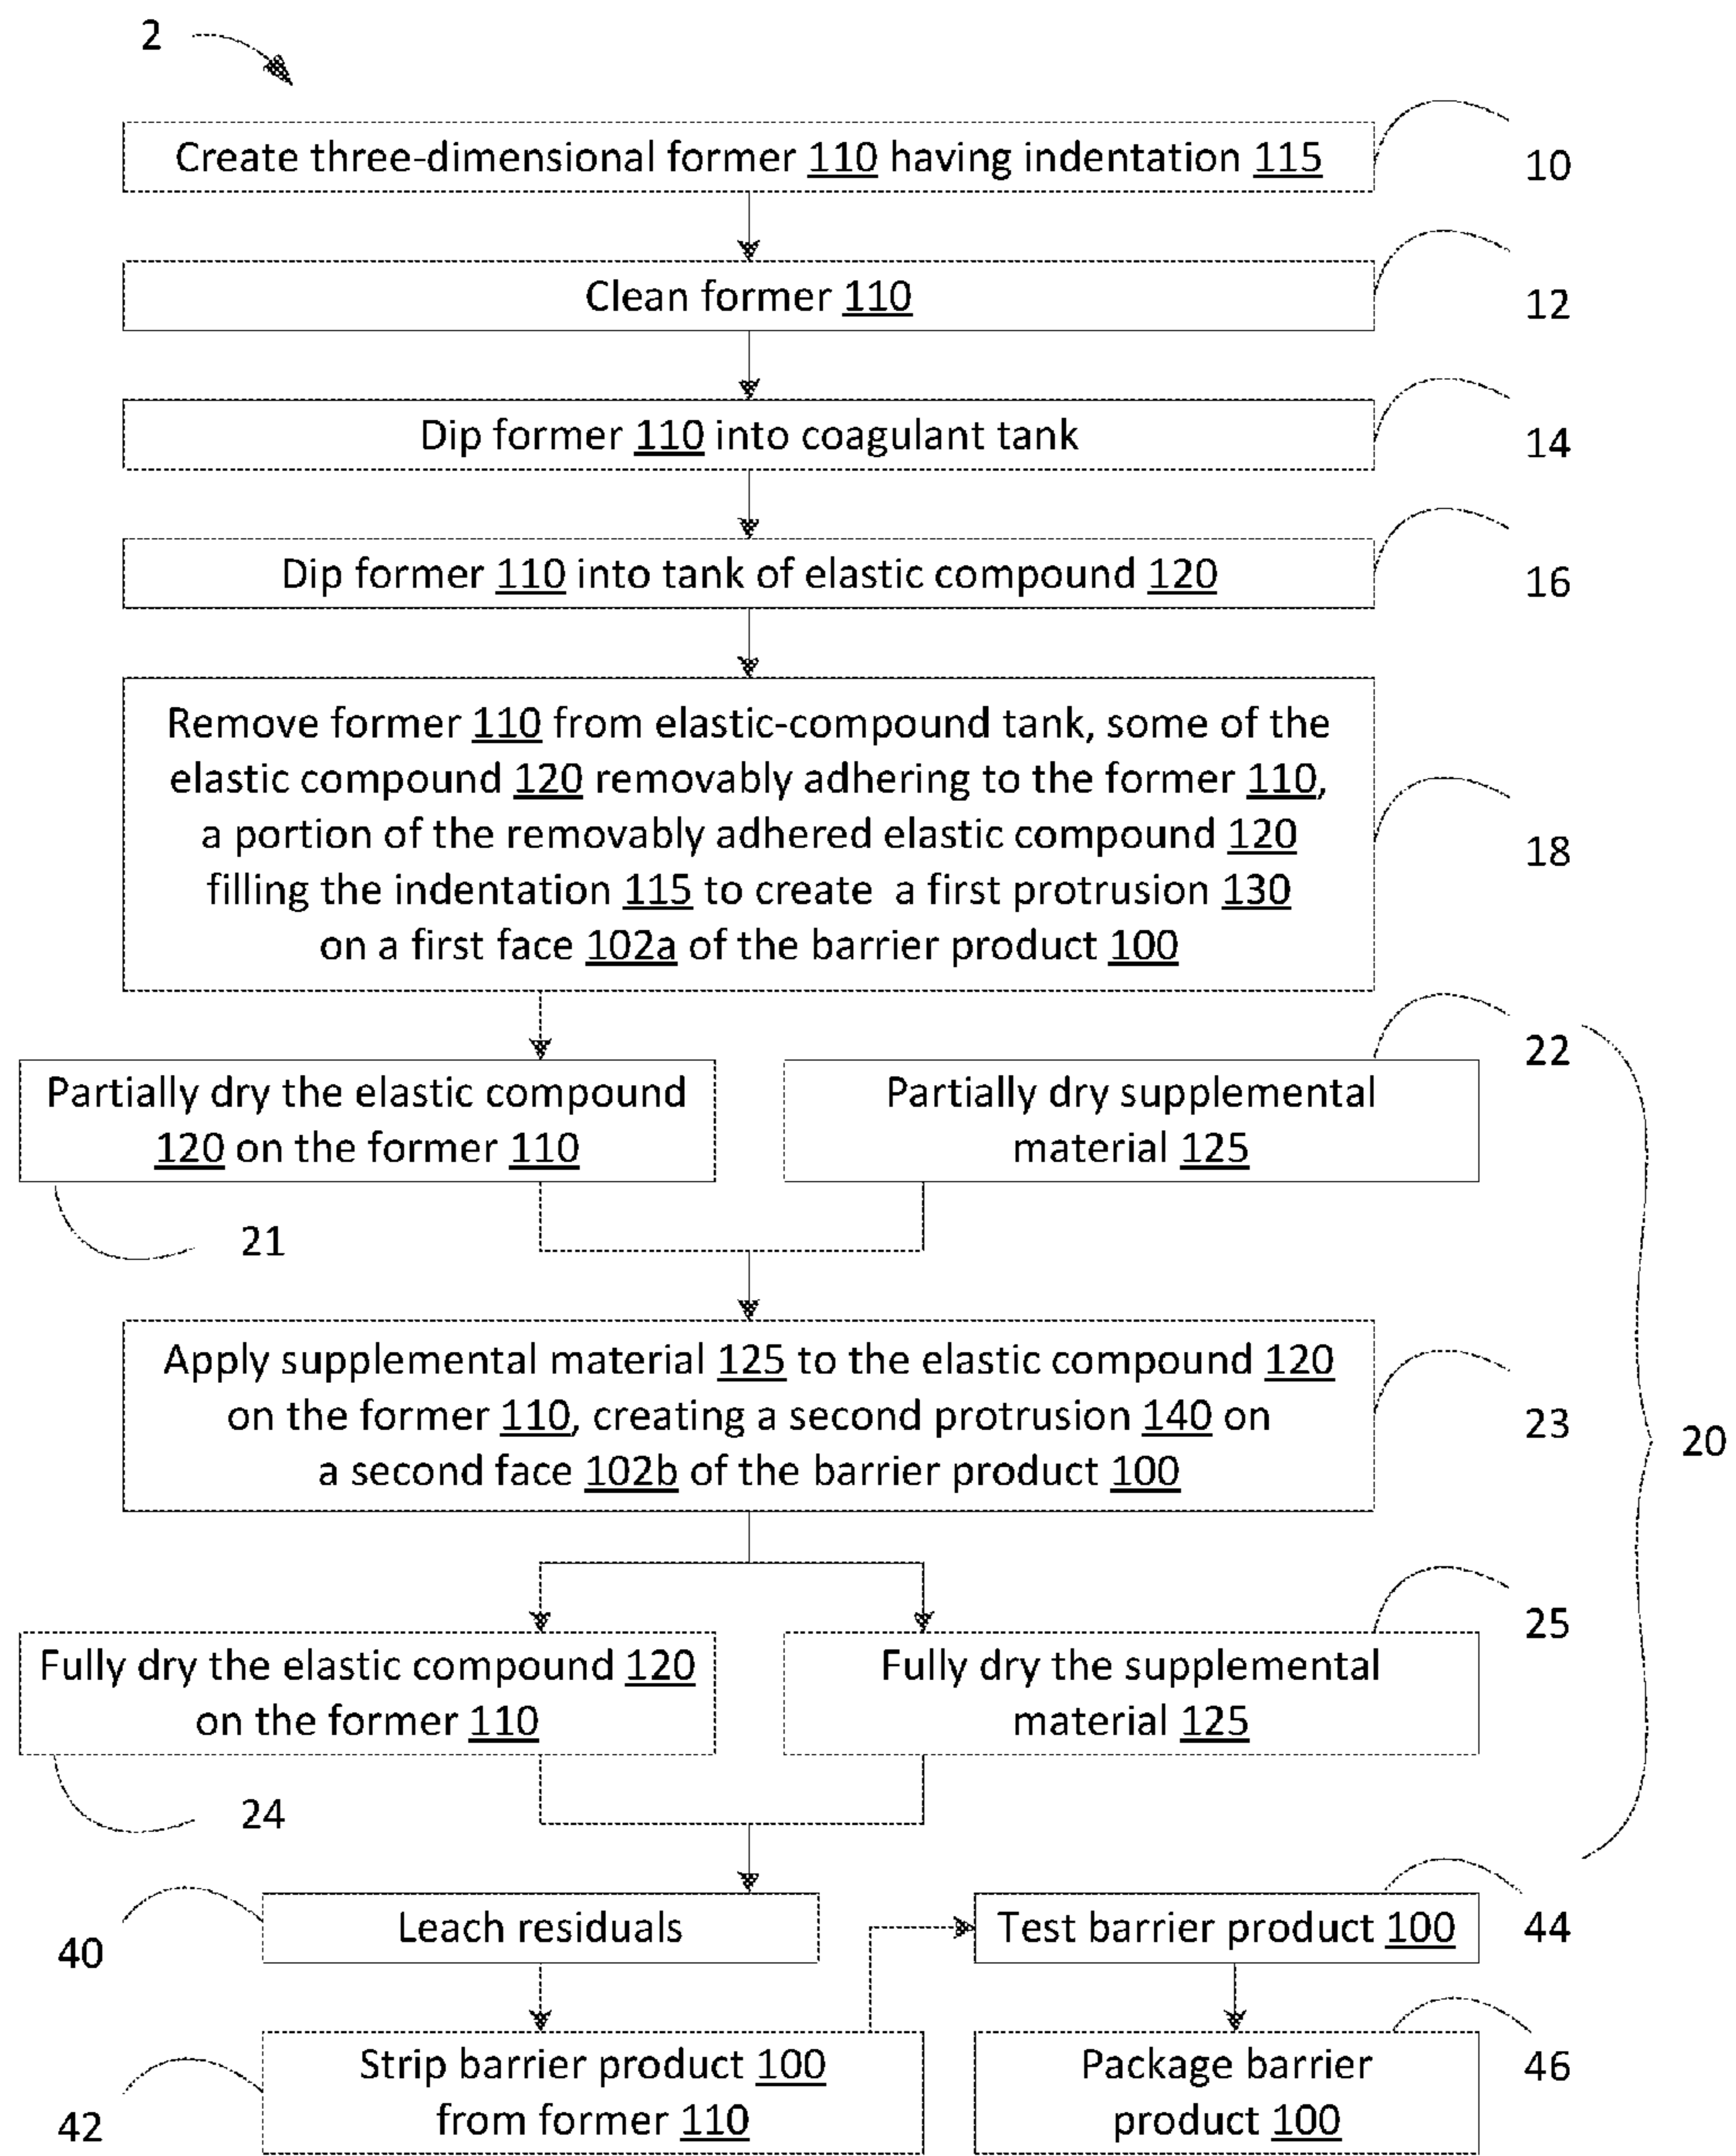 2
Create three-dimensional former 110 having indentation 115
10
Clean former 110
12
Dip former 110 into coagulant tank
14
Dip former 110 into tank of elastic compound 120
16
Remove former 110 from elastic-compound tank, some of the
elastic compound 120 removably adhering to the former 110,
a portion of the removably adhered elastic compound 120
filling the indentation 115 to create a first protrusion 130
on a first face 102a of the barrier product 100
18
Partially dry the elastic compound
120 on the former 110
21
Partially dry supplemental
material 125
22
Apply supplemental material 125 to the elastic compound 120
on the former 110, creating a second protrusion 140 on
a second face 102b of the barrier product 100
23
20
Fully dry the elastic compound 120
on the former 110
24
Fully dry the supplemental
material 125
25
Leach residuals
40
Strip barrier product 100
from former 110
42
Test barrier product 100
44
Package barrier
product 100
46